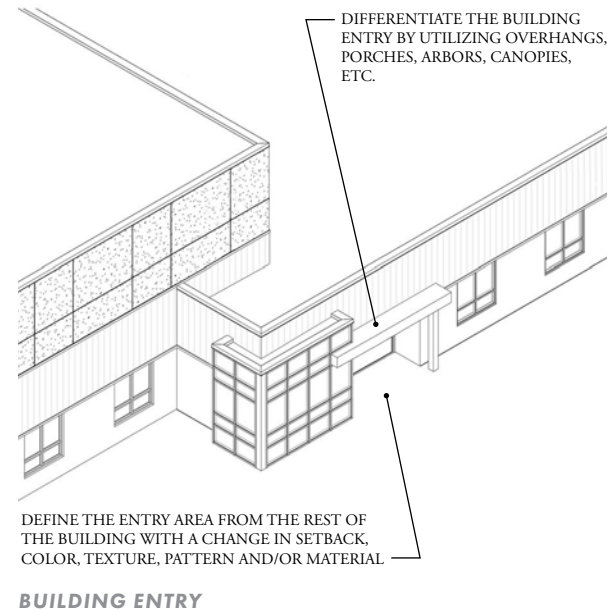 DIFFERENTIATE THE BUILDING
ENTRY BY UTILIZING OVERHANGS,
PORCHES, ARBORS, CANOPIES,
ETC.
DEFINE THE ENTRY AREA FROM THE REST OF
THE BUILDING WITH A CHANGE IN SETBACK,
COLOR, TEXTURE, PATTERN AND/OR MATERIAL
BUILDING ENTRY